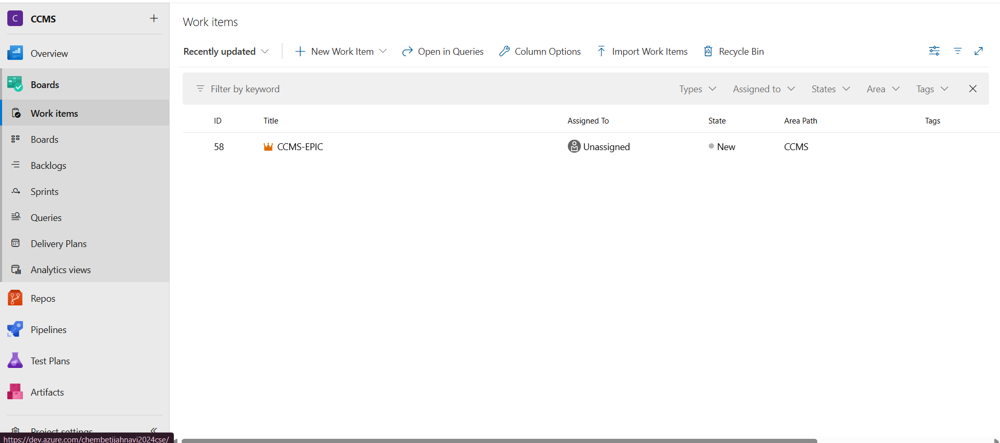 C CCMS
Overview
Boards
Work items
Boards
Backlogs
Sprints
Queries
Delivery Plans
Analytics views
Repos
Pipelines
Test Plans
Artifacts
Project settings
https://dev.azure.com/chembetijahnavi2024cse/
Work items
Recently updated New Work Item Open in Queries Column Options Import Work Items Recycle Bin
Filter by keyword Types Assigned to States Area Tags
ID Title Assigned To State Area Path Tags
58 CCMS-EPIC Unassigned New CCMS